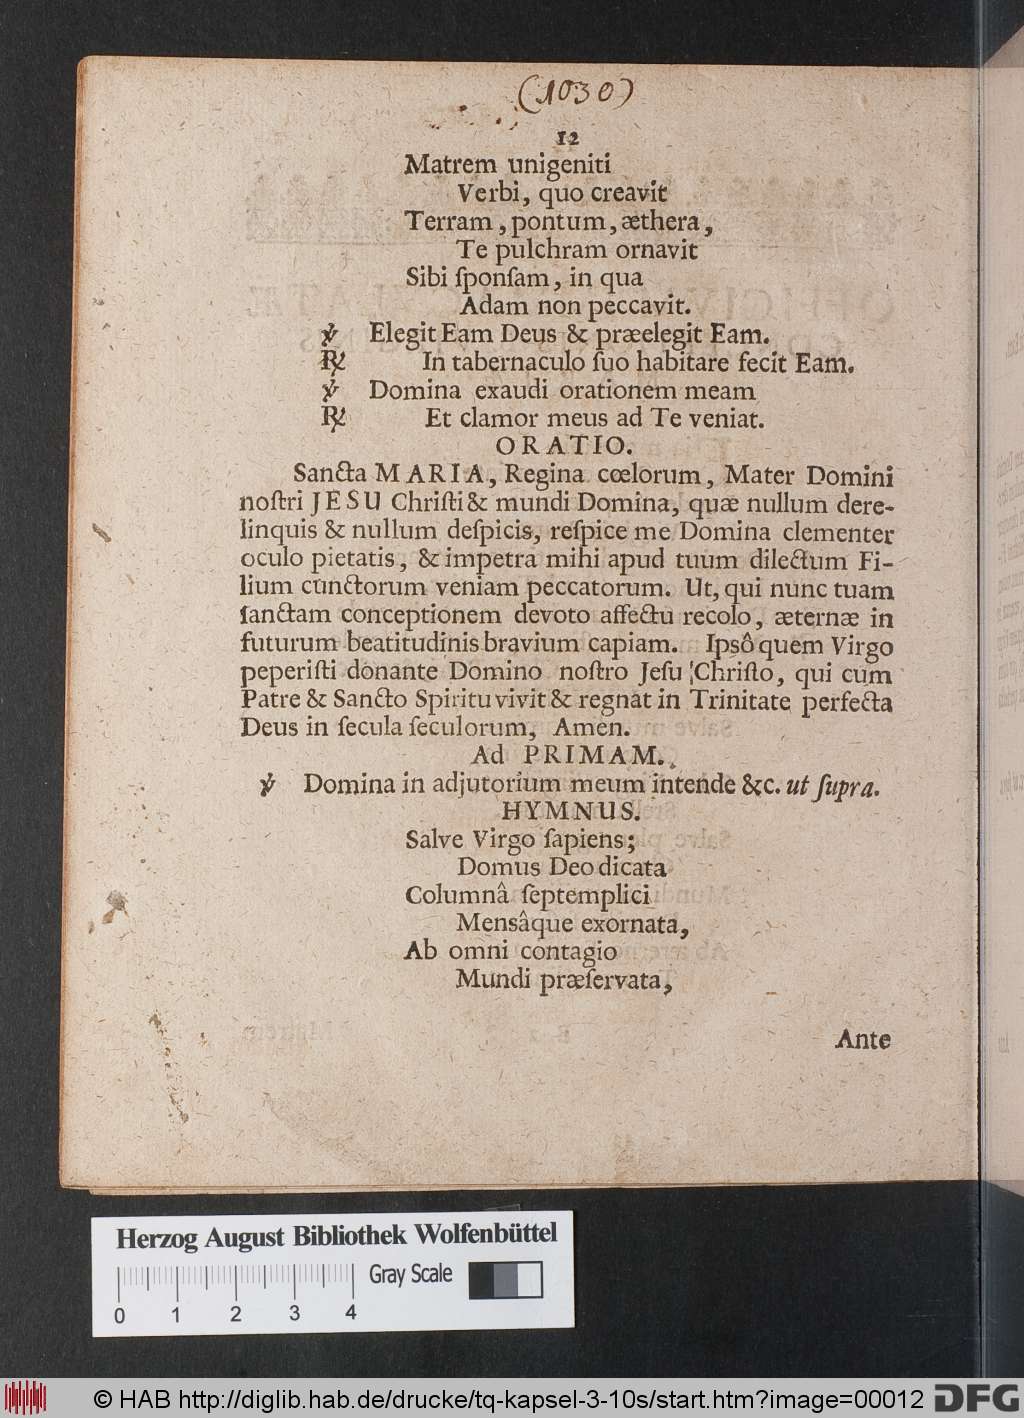 (1030)
12
Matrem unigeniti
Verbi, quo creavit
Terram, pontum, æthera,
Te pulchram ornavit
Sibi ſponſam, in qua
Adam non peccavit.
℣ Elegit Eam Deus & præelegit Eam.
℟ In tabernaculo ſuo habitare fecit Eam.
℣ Domina exaudi orationem meam
℟ Et clamor meus ad Te veniat.
ORATIO.
Sancta MARIA, Regina cœlorum, Mater Domini
noſtri JESU Chriſti & mundi Domina, quæ nullum dere-
linquis & nullum deſpicis, reſpice me Domina clementer
oculo pietatis, & impetra mihi apud tuum dilectum Fi-
lium cunctorum veniam peccatorum. Ut, qui nunc tuam
ſanctam conceptionem devoto affectu recolo, æternæ in
futurum beatitudinis bravium capiam. Ipsô quem Virgo
peperiſti donante Domino noſtro Jeſu Chriſto, qui cum
Patre & Sancto Spiritu vivit & regnat in Trinitate perfecta
Deus in ſecula ſeculorum, Amen.
Ad PRIMAM.
℣ Domina in adjutorium meum intende &c. ut ſupra.
HYMNUS.
Salve Virgo ſapiens;
Domus Deo dicata
Columnâ ſeptemplici
Mensâque exornata,
Ab omni contagio
Mundi præſervata,
Ante
Herzog August Bibliothek Wolfenbüttel
Gray Scale
0 1 2 3 4
© HAB http://diglib.hab.de/drucke/tq-kapsel-3-10s/start.htm?image=00012 DFG